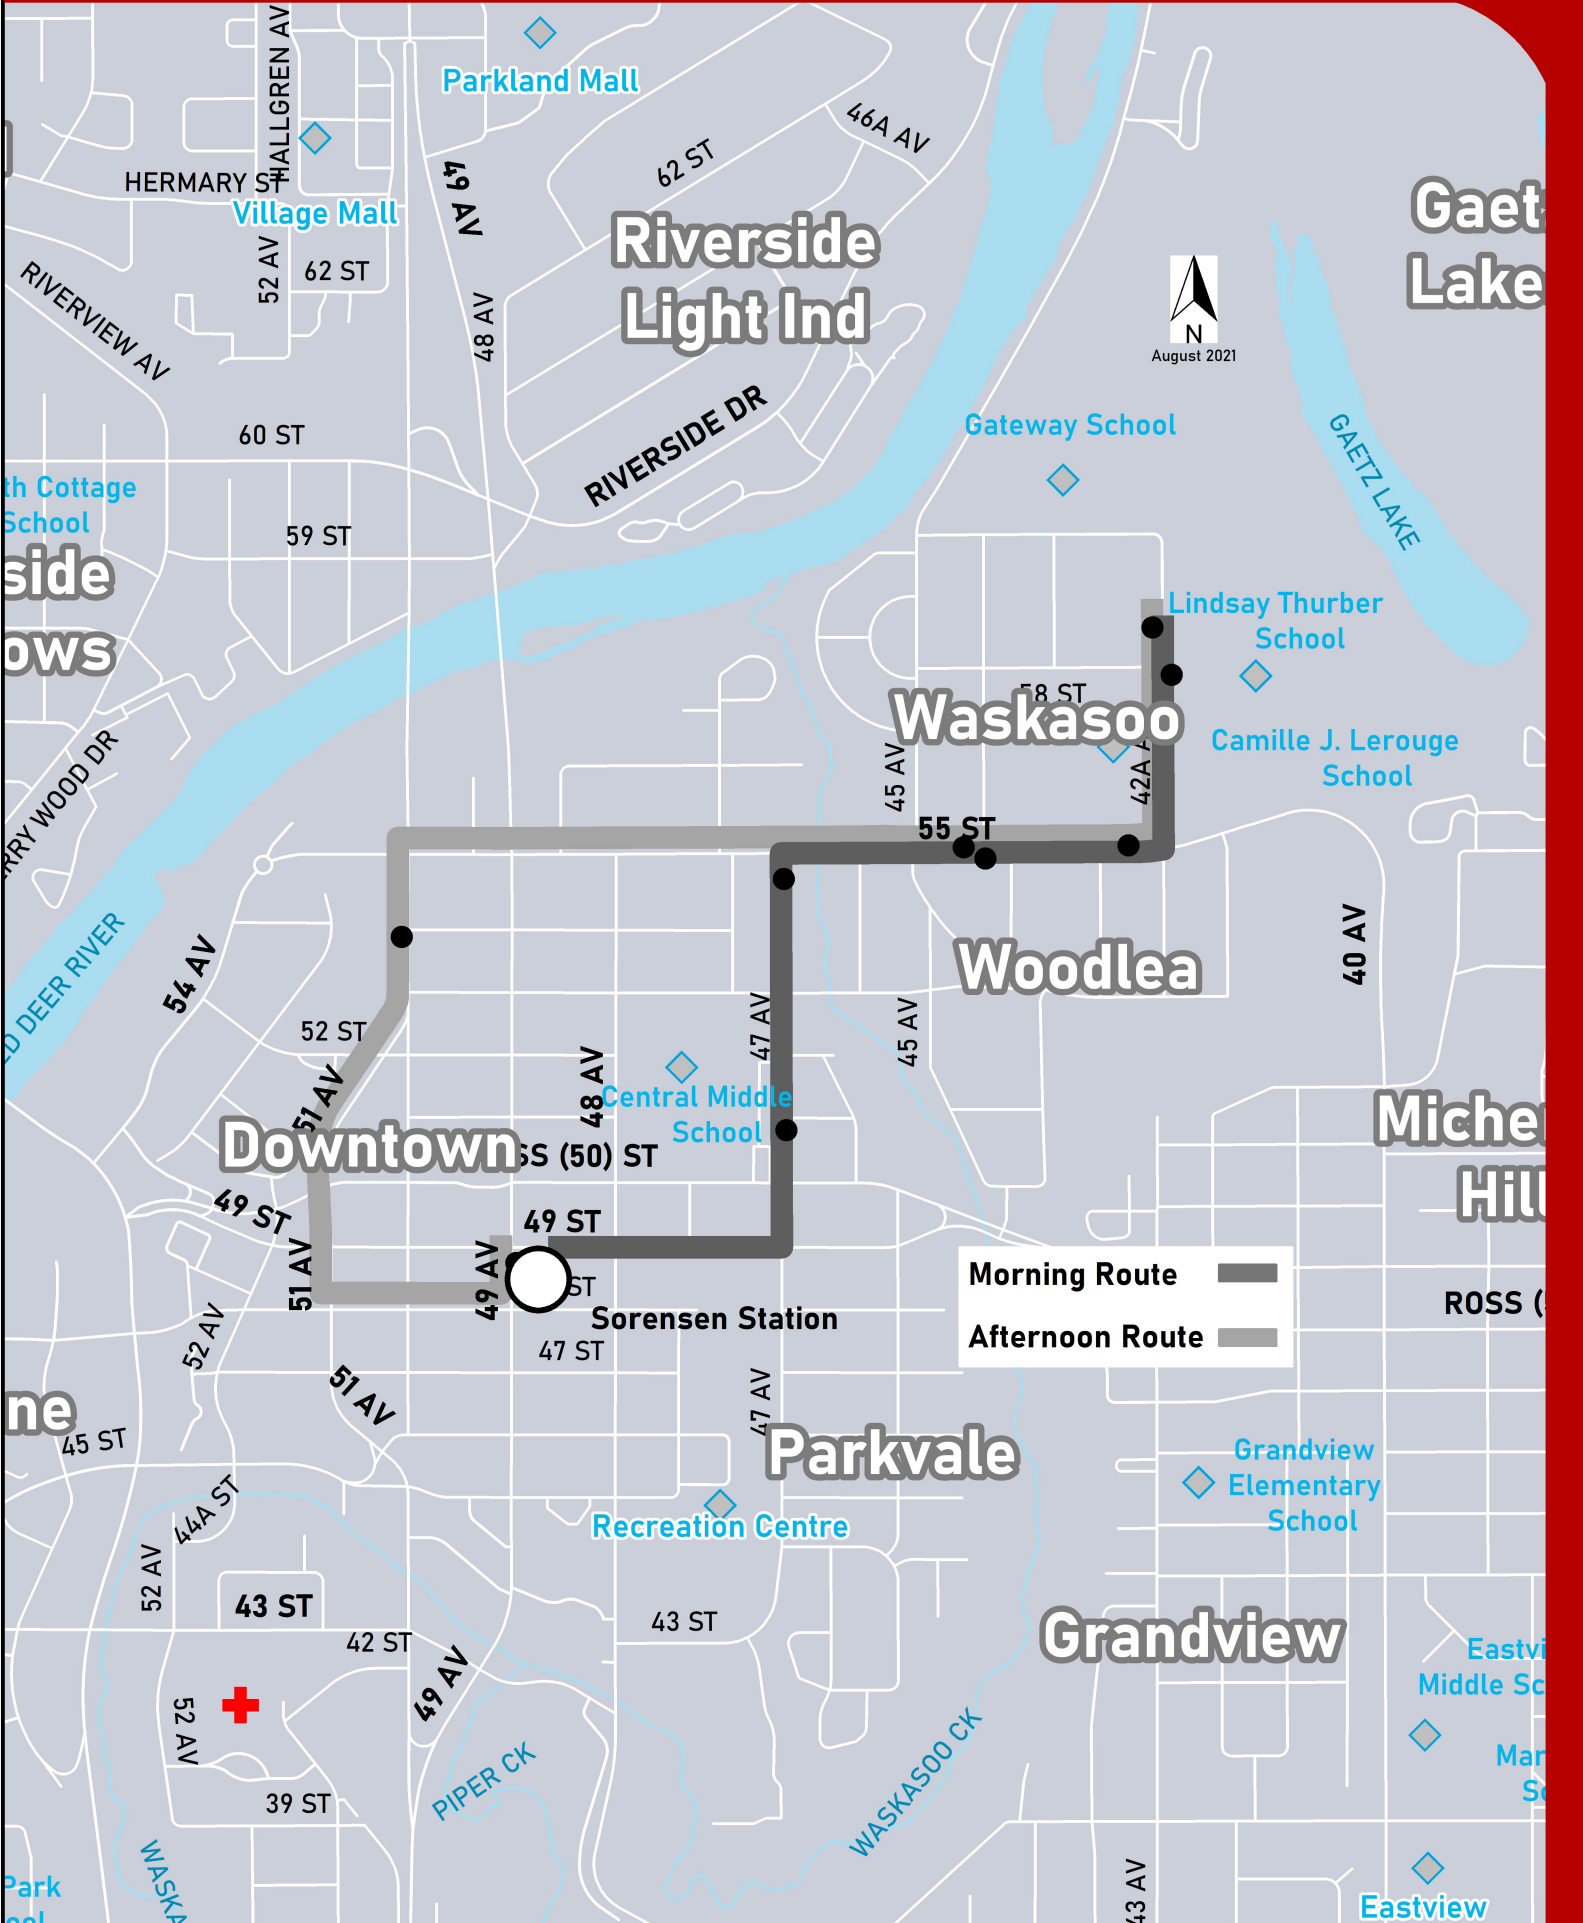 HALLGREN AV
Parkland Mall
46A AV
HERMARY ST
Village Mall
49 AV
62 ST
Riverside
Light Ind
52 AV
62 ST
RIVERVIEW AV
48 AV
N
August 2021
RIVERSIDE DR
Gateway School
GAETZ LAKE
60 ST
Cottage
School
59 ST
Lindsay Thurber
School
58 ST
Waskasoo
45 AV
42A
Camille J. Lerouge
School
WOOD DR
55 ST
54 AV
DEER RIVER
Woodlea
40 AV
52 ST
51 AV
48 AV
47 AV
45 AV
Central Middle
School
Downtown
(50) ST
49 ST
49 ST
51 AV
49 AV
ST
Sorensen Station
Morning Route
Afternoon Route
ROSS
52 AV
47 ST
51 AV
47 AV
45 ST
Parkvale
Grandview
Elementary
School
44A ST
Recreation Centre
52 AV
43 ST
42 ST
43 ST
Grandview
49 AV
52 AV
Middle
39 ST
PIPER CK
WASKASOO CK
Park
43 AV
Eastview